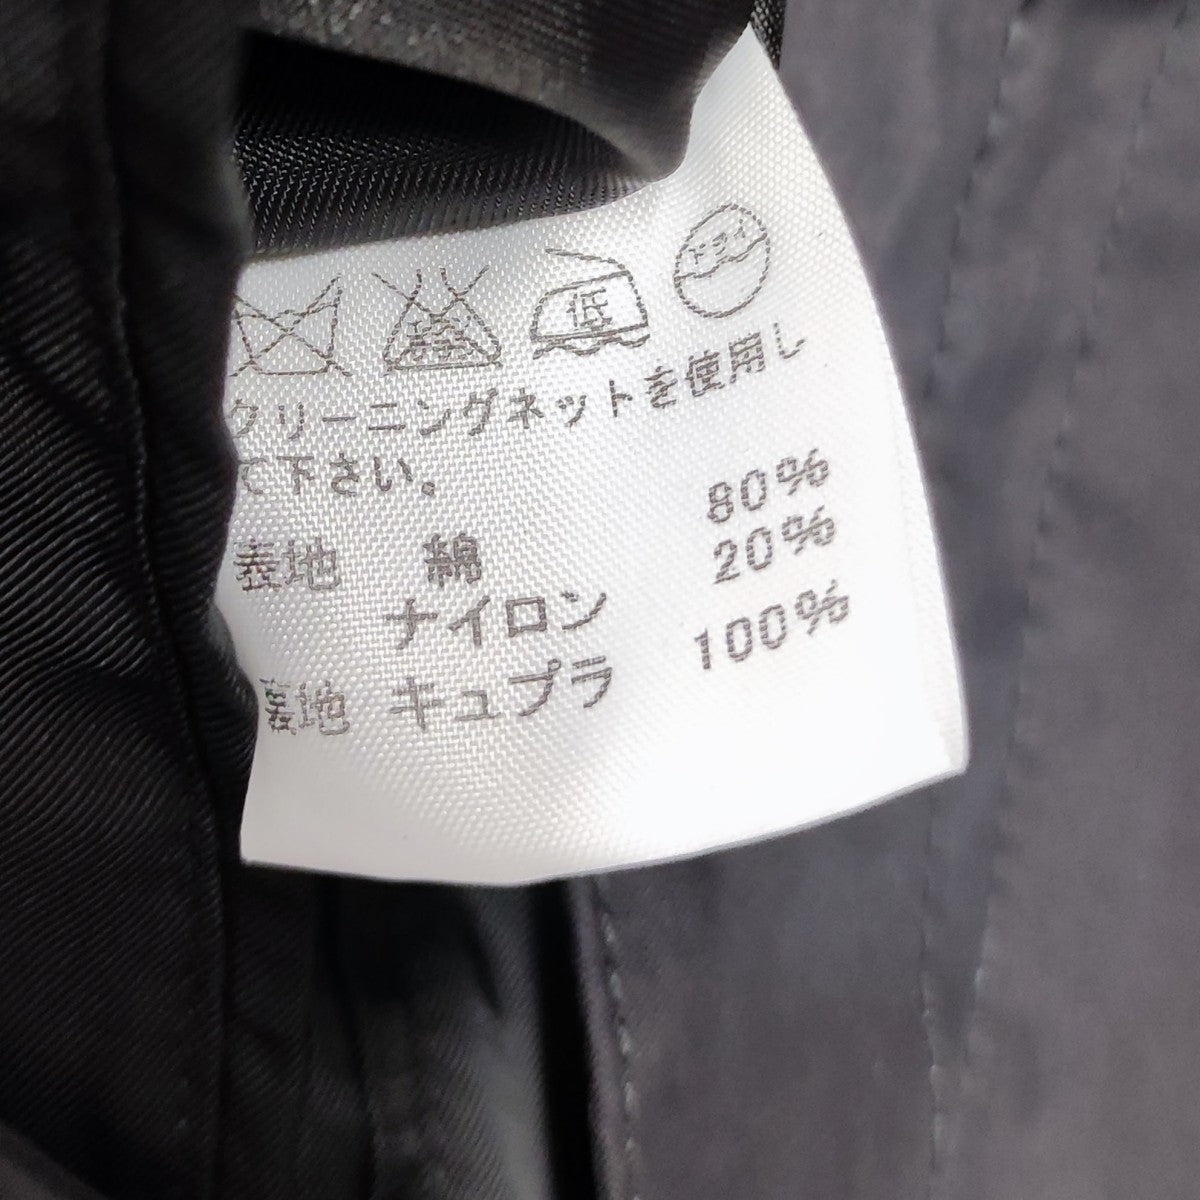 低 ドライ
クリーニングネットを使用し
て下さい。
表地 綿 80%
ナイロン 20%
裏地 キュプラ 100%